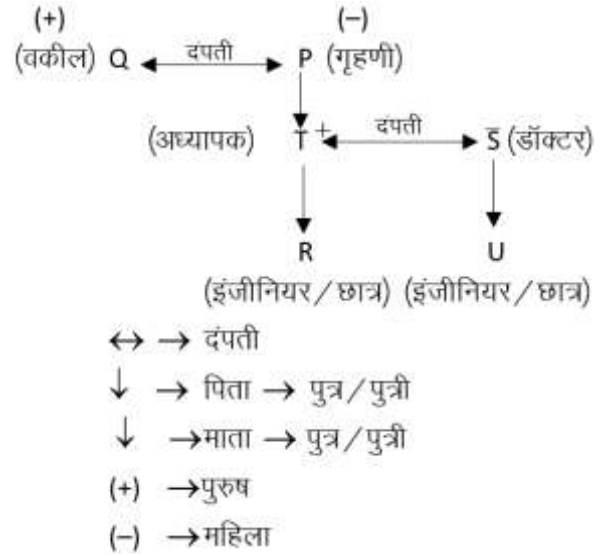 (+) (–)
(वकील) Q दंपती P (गृहणी)
(अध्यापक) T + दंपती S̄ (डॉक्टर)
R U
(इंजीनियर / छात्र) (इंजीनियर / छात्र)
↔ → दंपती
↓ → पिता → पुत्र / पुत्री
↓ → माता → पुत्र / पुत्री
(+) → पुरुष
(–) → महिला